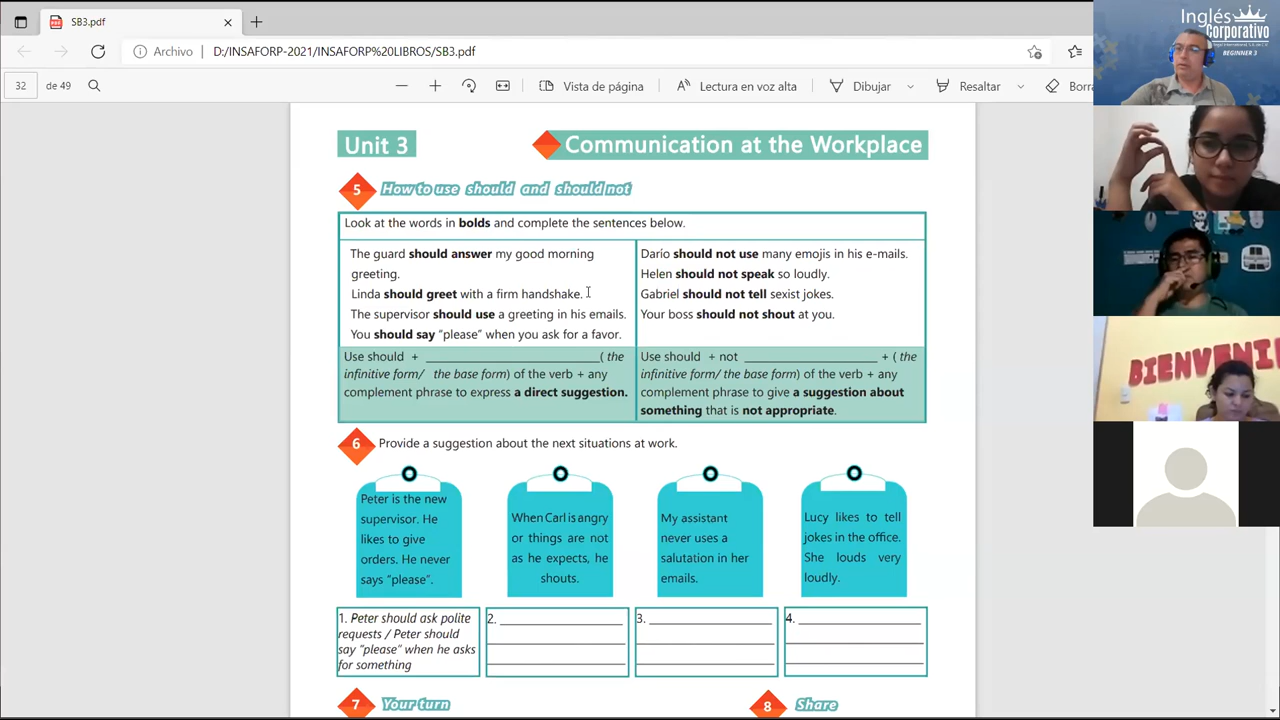 SB3.pdf
Archivo
D:/INSAFORP-2021/INSAFORP%20LIBROS/SB3.pdf
32
de 49
Vista de página
Lectura en voz alta
Dibujar
Resaltar
Borra
Inglés
Corporativo
BEGINNER 3
BIENVENI
Unit 3
Communication at the Workplace
5
How to use should and should not
Look at the words in bolds and complete the sentences below.
The guard should answer my good morning
greeting.
Linda should greet with a firm handshake.
The supervisor should use a greeting in his emails.
You should say “please” when you ask for a favor.
Darío should not use many emojis in his e-mails.
Helen should not speak so loudly.
Gabriel should not tell sexist jokes.
Your boss should not shout at you.
Use should + ____________________________( the
infinitive form/ the base form) of the verb + any
complement phrase to express a direct suggestion.
Use should + not _____________________ + ( the
infinitive form/ the base form) of the verb + any
complement phrase to give a suggestion about
something that is not appropriate.
6
Provide a suggestion about the next situations at work.
Peter is the new
supervisor. He
likes to give
orders. He never
says “please”.
When Carl is angry
or things are not
as he expects, he
shouts.
My assistant
never uses a
salutation in her
emails.
Lucy likes to tell
jokes in the office.
She louds very
loudly.
1. Peter should ask polite
requests / Peter should
say “please” when he asks
for something
2. ____________________
3. ____________________
4. ____________________
7
Your turn
8
Share